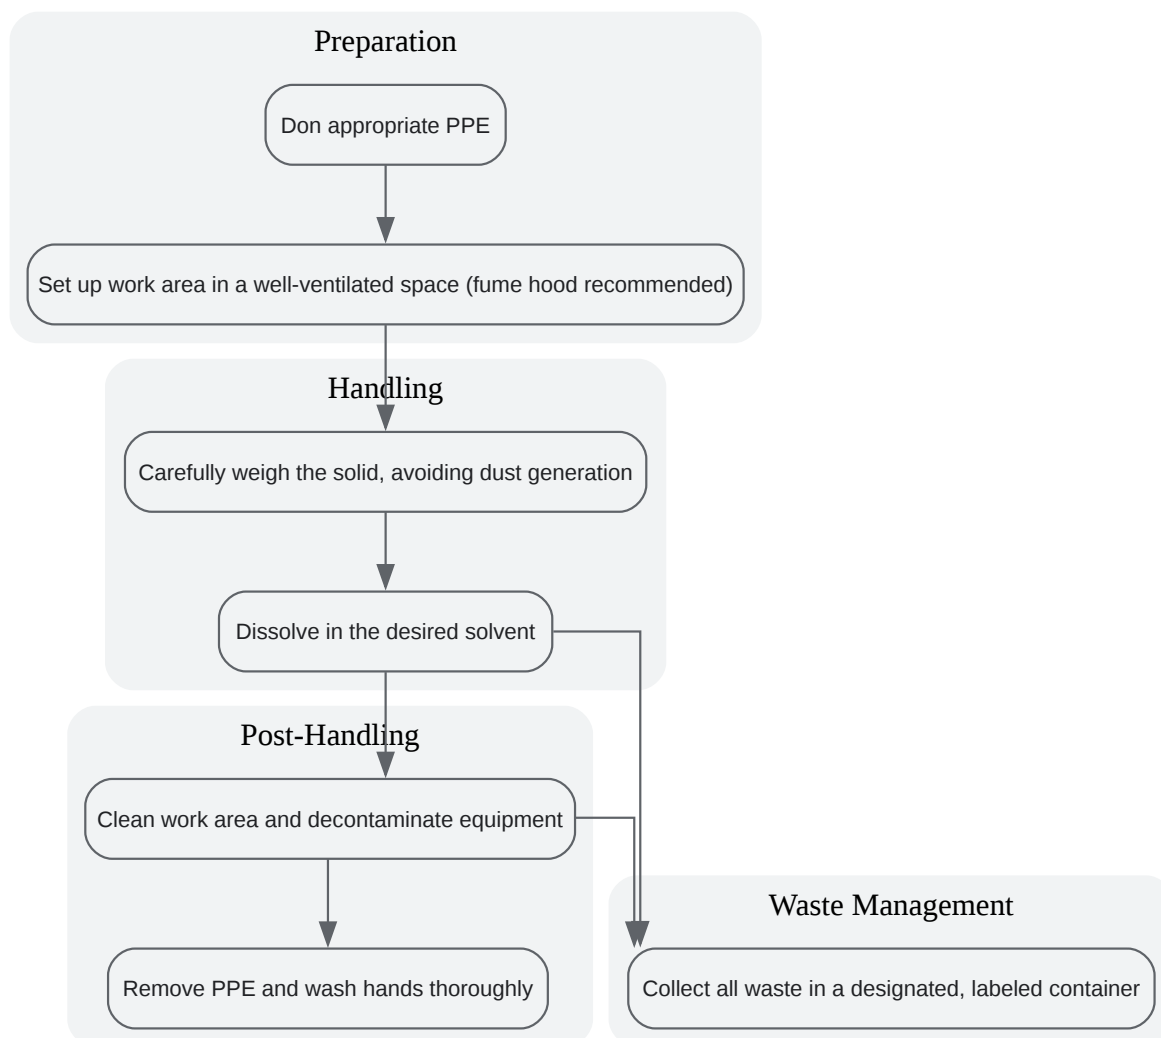 Preparation
Don appropriate PPE
Set up work area in a well-ventilated space (fume hood recommended)
Handling
Carefully weigh the solid, avoiding dust generation
Dissolve in the desired solvent
Post-Handling
Clean work area and decontaminate equipment
Remove PPE and wash hands thoroughly
Waste Management
Collect all waste in a designated, labeled container